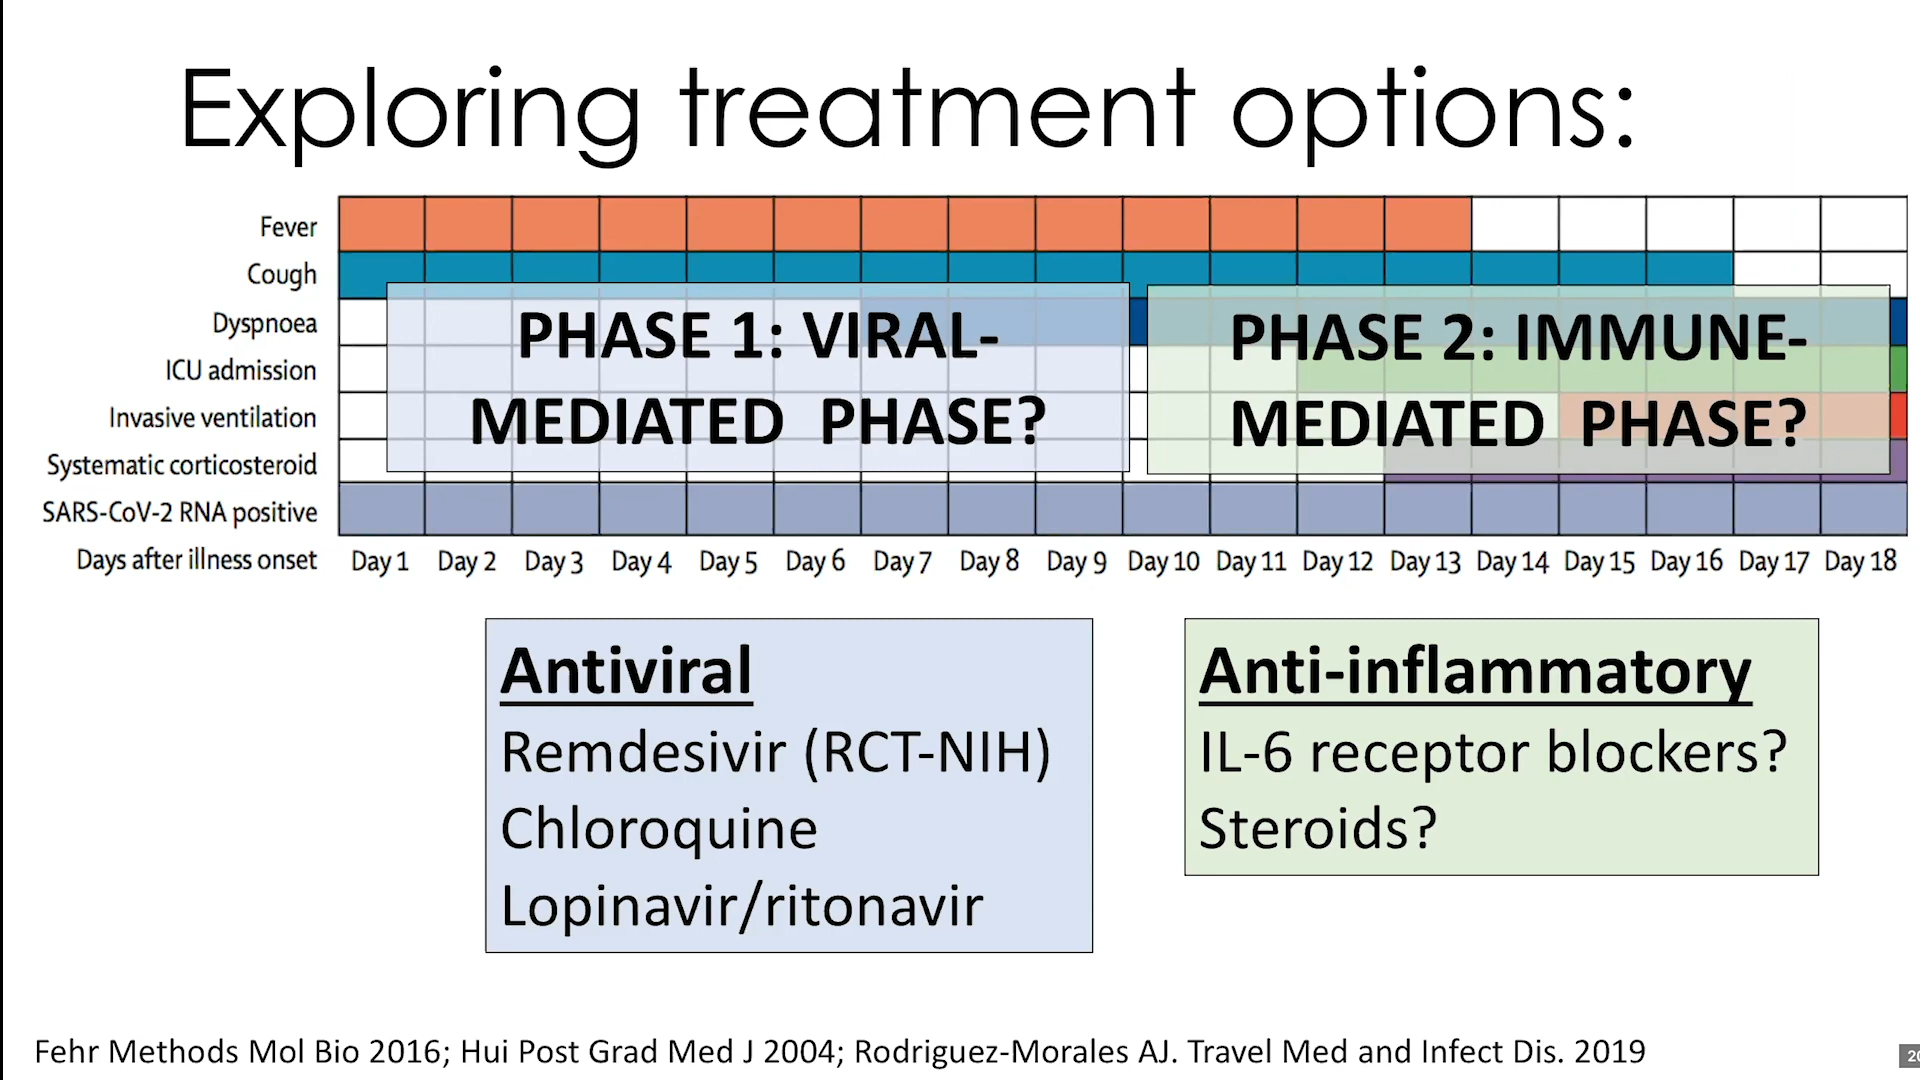 Exploring treatment options:
Fever
Cough
Dyspnoea
ICU admission
Invasive ventilation
Systematic corticosteroid
SARS-CoV-2 RNA positive
Days after illness onset Day 1 Day 2 Day 3 Day 4 Day 5 Day 6 Day 7 Day 8 Day 9 Day 10 Day 11 Day 12 Day 13 Day 14 Day 15 Day 16 Day 17 Day 18
PHASE 1: VIRAL-
MEDIATED PHASE?
PHASE 2: IMMUNE-
MEDIATED PHASE?
Antiviral
Remdesivir (RCT-NIH)
Chloroquine
Lopinavir/ritonavir
Anti-inflammatory
IL-6 receptor blockers?
Steroids?
Fehr Methods Mol Bio 2016; Hui Post Grad Med J 2004; Rodriguez-Morales AJ. Travel Med and Infect Dis. 2019